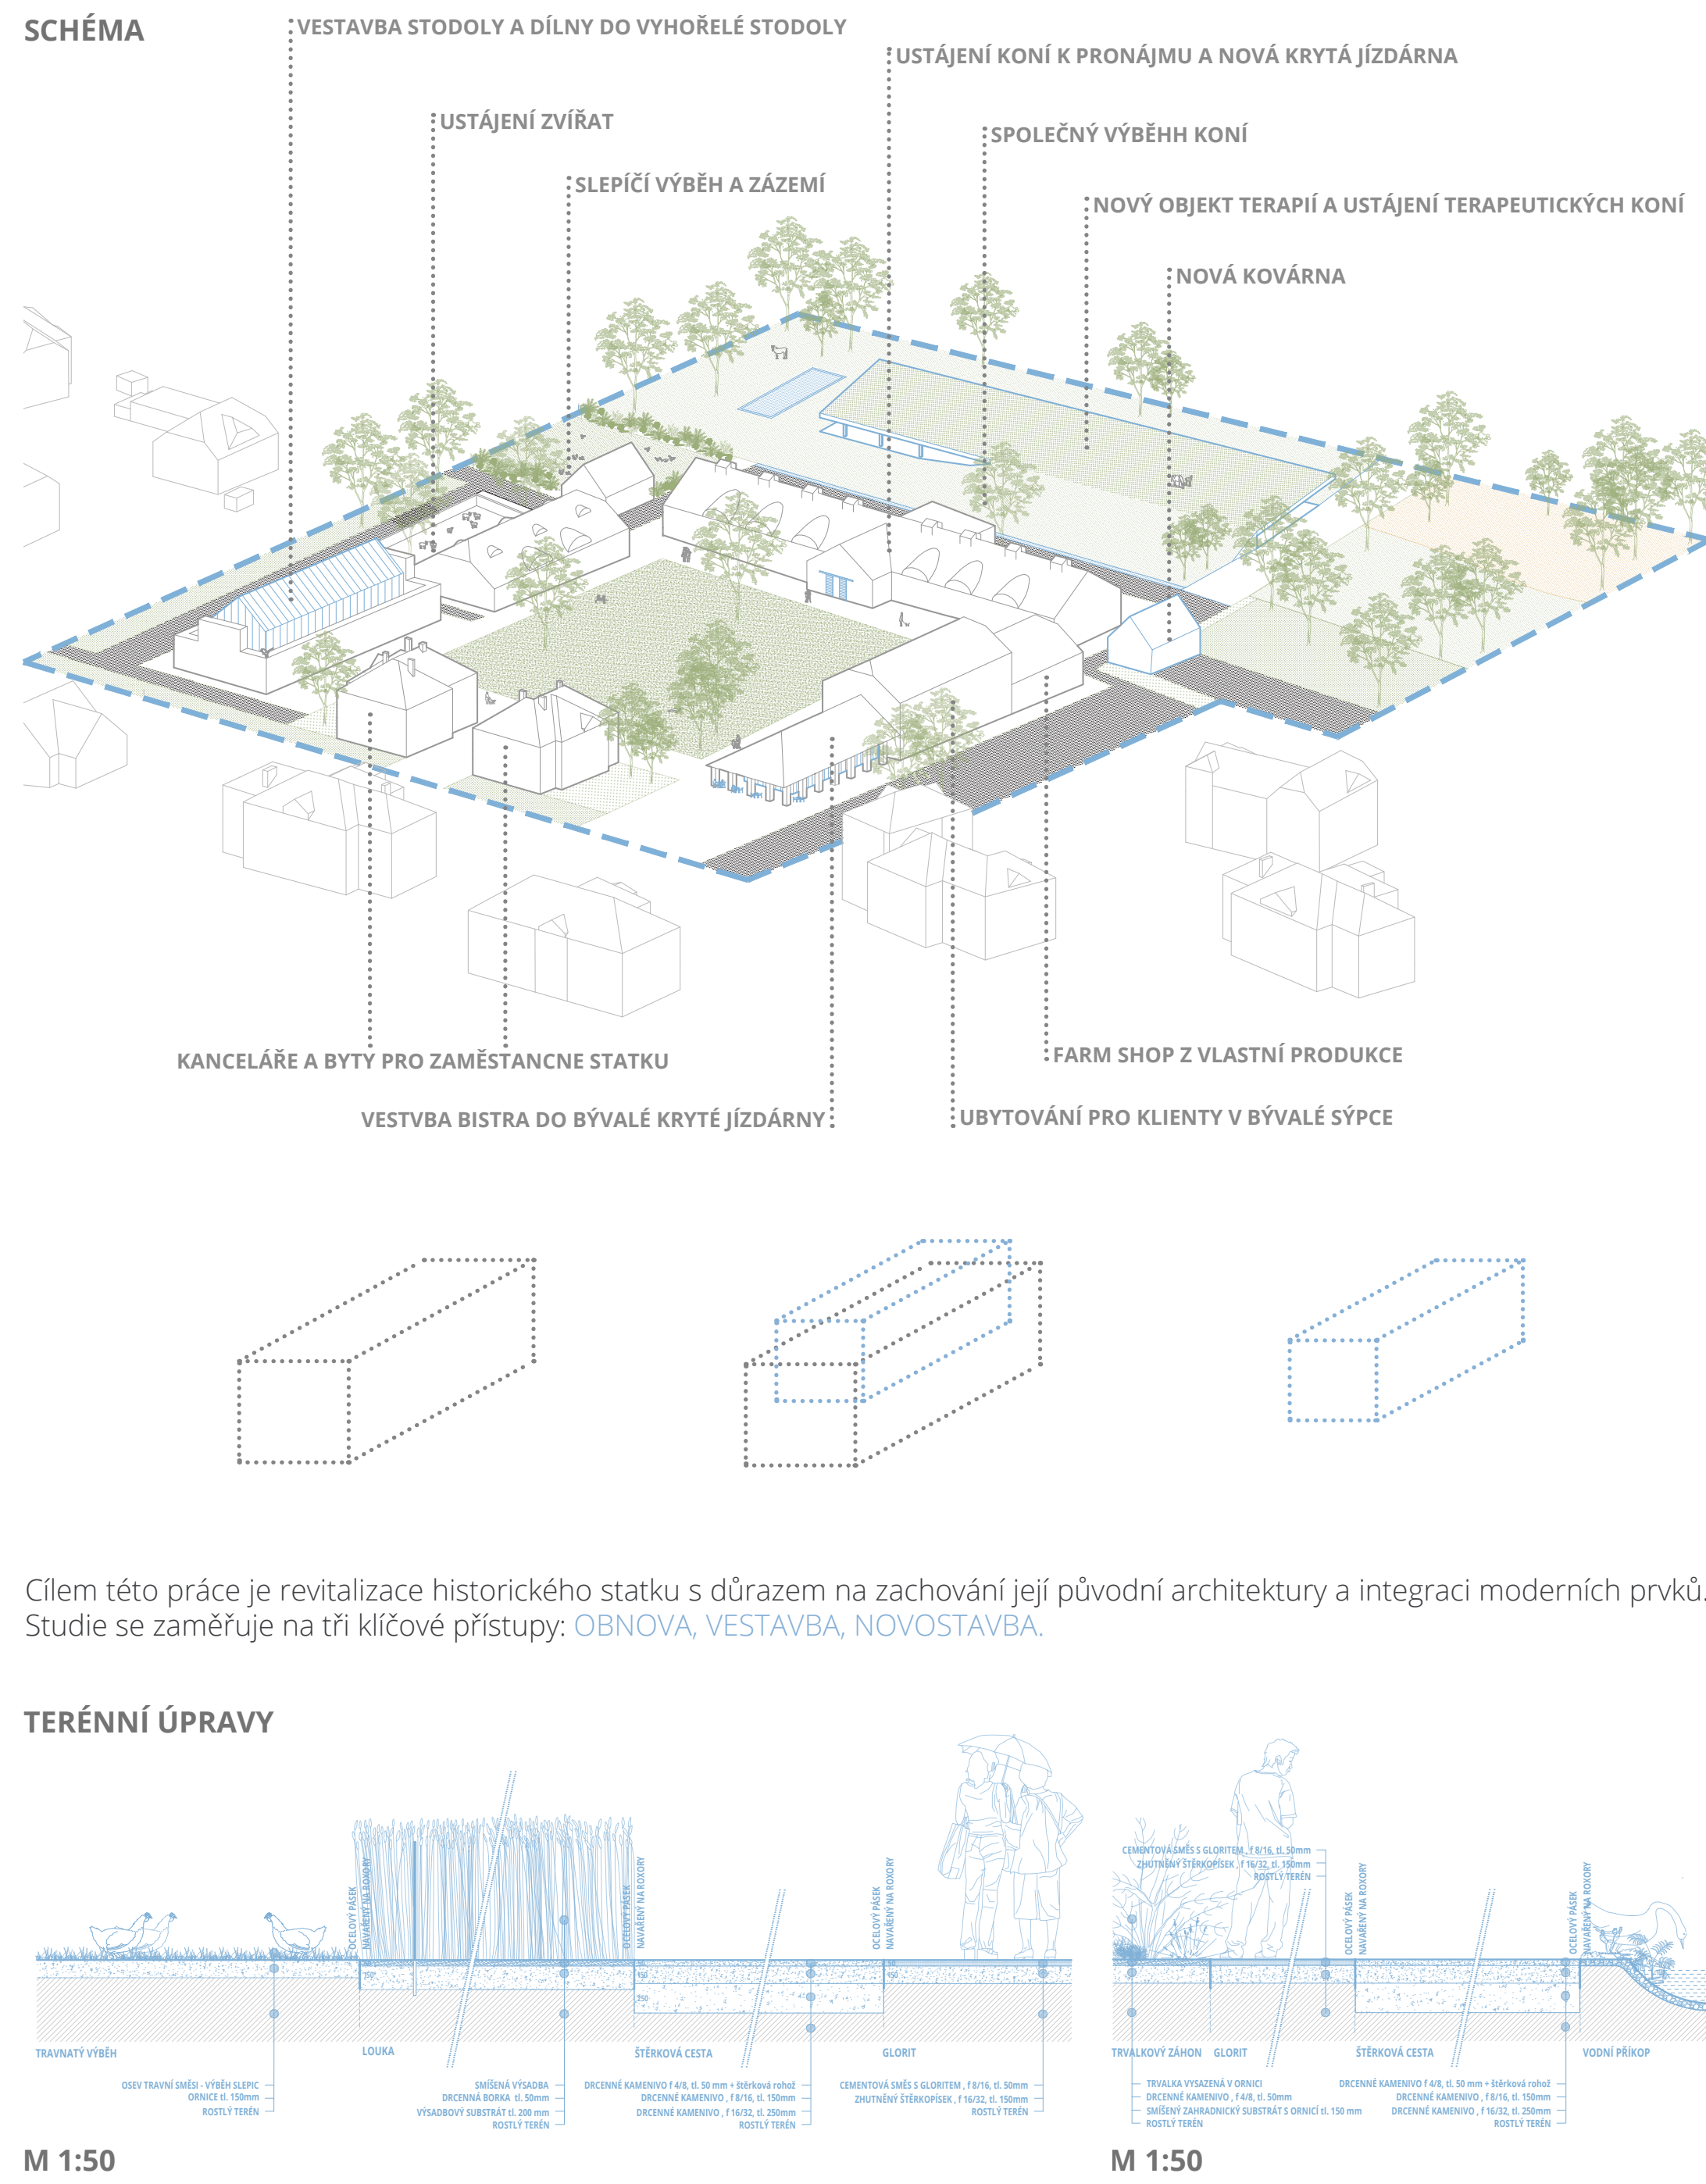 SCHÉMA
VESTAVBA STODOLY A DÍLNY DO VYHOŘELÉ STODOLY
USTÁJENÍ KONÍ K PRONÁJMU A NOVÁ KRYTÁ JÍZDÁRNA
USTÁJENÍ ZVÍŘAT
SPOLEČNÝ VÝBĚHH KONÍ
SLEPÍČÍ VÝBĚH A ZÁZEMÍ
NOVÝ OBJEKT TERAPIÍ A USTÁJENÍ TERAPEUTICKÝCH KONÍ
NOVÁ KOVÁRNA
KANCELÁŘE A BYTY PRO ZAMĚSTANCNE STATKU
FARM SHOP Z VLASTNÍ PRODUKCE
VESTVBA BISTRA DO BÝVALÉ KRYTÉ JÍZDÁRNY
UBYTOVÁNÍ PRO KLIENTY V BÝVALÉ SÝPCE
Cílem této práce je revitalizace historického statku s důrazem na zachování její původní architektury a integraci moderních prvků.
Studie se zaměřuje na tři klíčové přístupy: OBNOVA, VESTAVBA, NOVOSTAVBA.
TERÉNNÍ ÚPRAVY
OCELOVÝ PÁSEK
NAVAŘENÝ NA ROXORY
OCELOVÝ PÁSEK
NAVAŘENÝ NA ROXORY
OCELOVÝ PÁSEK
NAVAŘENÝ NA ROXORY
150
250
TRAVNATÝ VÝBĚH
LOUKA
ŠTĚRKOVÁ CESTA
GLORIT
OSEV TRAVNÍ SMĚSI - VÝBĚH SLEPIC
ORNICE tl. 150mm
ROSTLÝ TERÉN
SMÍŠENÁ VÝSADBA
DRCENNÁ BORKA tl. 50mm
VÝSADBOVÝ SUBSTRÁT tl. 200 mm
ROSTLÝ TERÉN
DRCENNÉ KAMENIVO f 4/8, tl. 50 mm + štěrková rohož
DRCENNÉ KAMENIVO , f 8/16, tl. 150mm
DRCENNÉ KAMENIVO , f 16/32, tl. 250mm
ROSTLÝ TERÉN
CEMENTOVÁ SMĚS S GLORITEM , f 8/16, tl. 50mm
ZHUTNĚNÝ ŠTĚRKOPÍSEK , f 16/32, tl. 150mm
ROSTLÝ TERÉN
M 1:50
CEMENTOVÁ SMĚS S GLORITEM , f 8/16, tl. 50mm
ZHUTNĚNÝ ŠTĚRKOPÍSEK , f 16/32, tl. 150mm
ROSTLÝ TERÉN
OCELOVÝ PÁSEK
NAVAŘENÝ NA ROXORY
OCELOVÝ PÁSEK
NAVAŘENÝ NA ROXORY
TRVALKOVÝ ZÁHON
GLORIT
ŠTĚRKOVÁ CESTA
VODNÍ PŘÍKOP
TRVALKA VYSAZENÁ V ORNICI
DRCENNÉ KAMENIVO , f 4/8, tl. 50mm
SMÍŠENÝ ZAHRADNICKÝ SUBSTRÁT S ORNICÍ tl. 150 mm
ROSTLÝ TERÉN
DRCENNÉ KAMENIVO f 4/8, tl. 50 mm + štěrková rohož
DRCENNÉ KAMENIVO , f 8/16, tl. 150mm
DRCENNÉ KAMENIVO , f 16/32, tl. 250mm
ROSTLÝ TERÉN
M 1:50